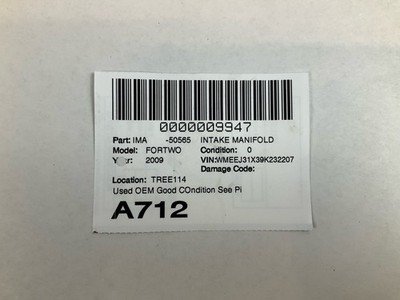 0000009947
Part: IMA -50565 INTAKE MANIFOLD
Model: FORTWO Condition: 0
Year: 2009 VIN:WMEEJ31X39K232207
Damage Code:
Location: TREE114
Used OEM Good COndition See Pi
A712